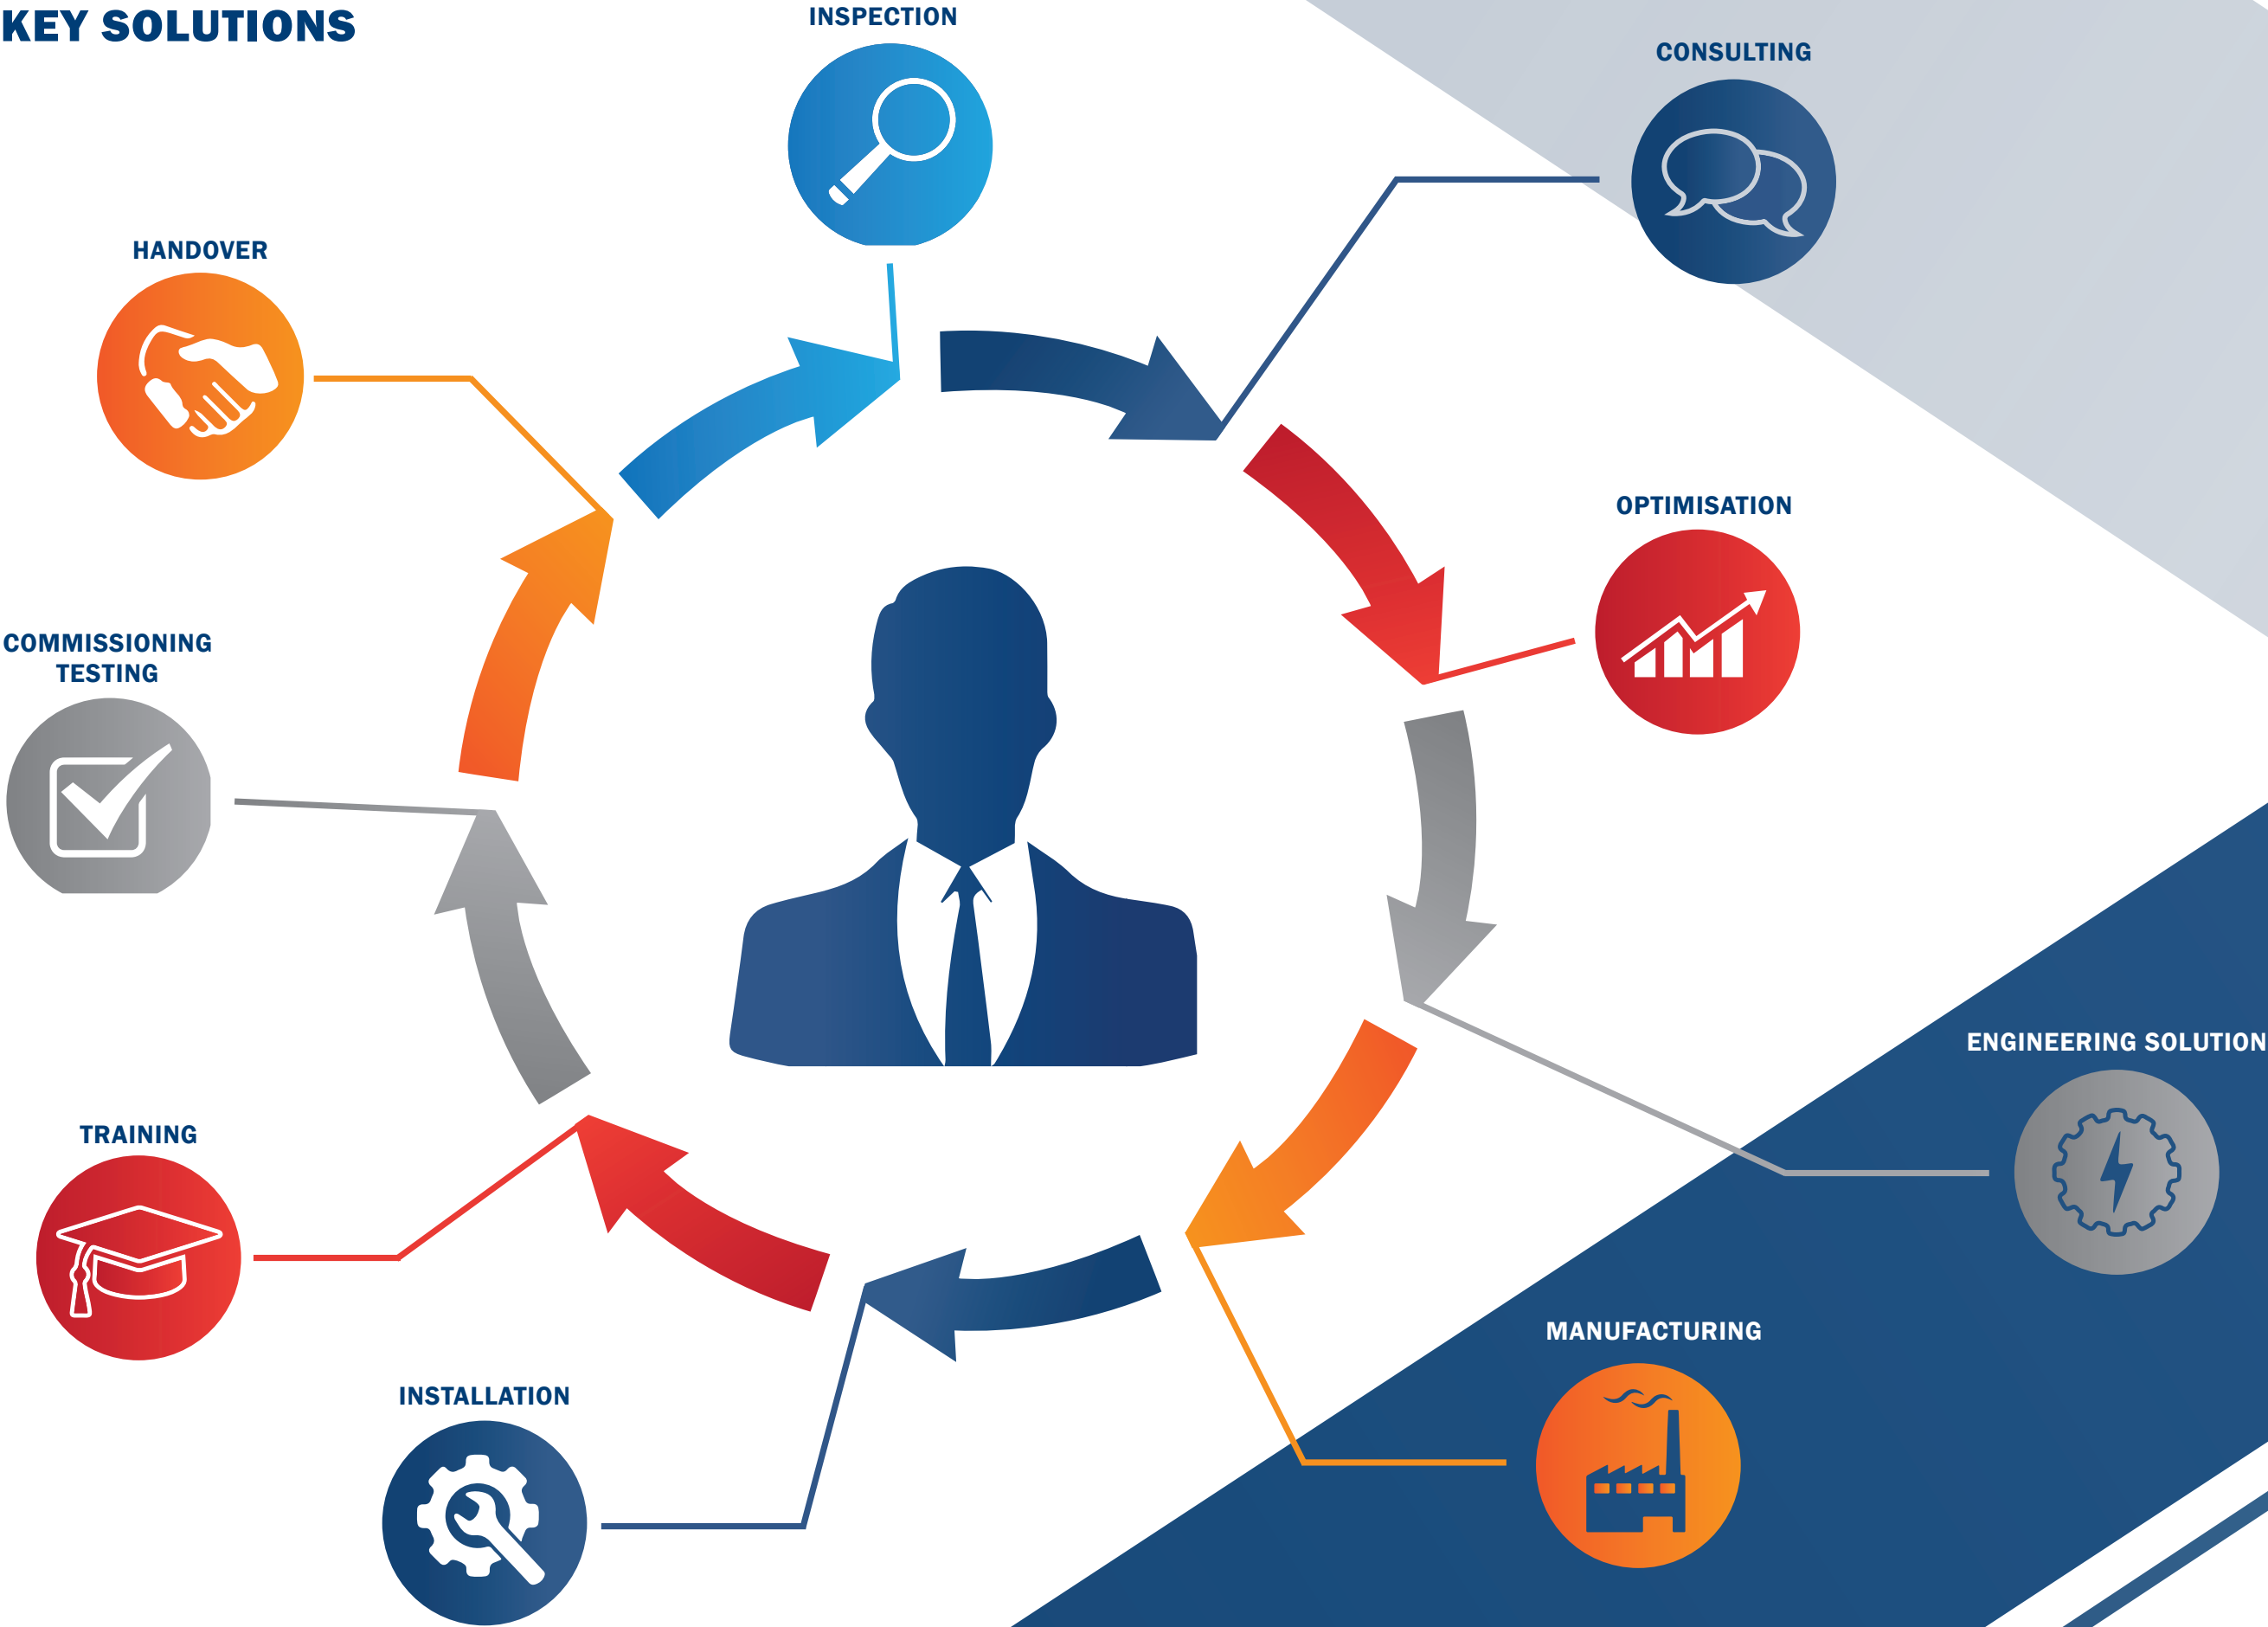 KEY SOLUTIONS
INSPECTION
CONSULTING
HANDOVER
OPTIMISATION
COMMISSIONING
TESTING
ENGINEERING SOLUTION
TRAINING
MANUFACTURING
INSTALLATION